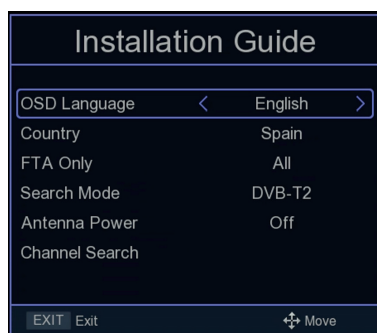 Installation Guide
OSD Language English
Country Spain
FTA Only All
Search Mode DVB-T2
Antenna Power Off
Channel Search
EXIT Exit Move